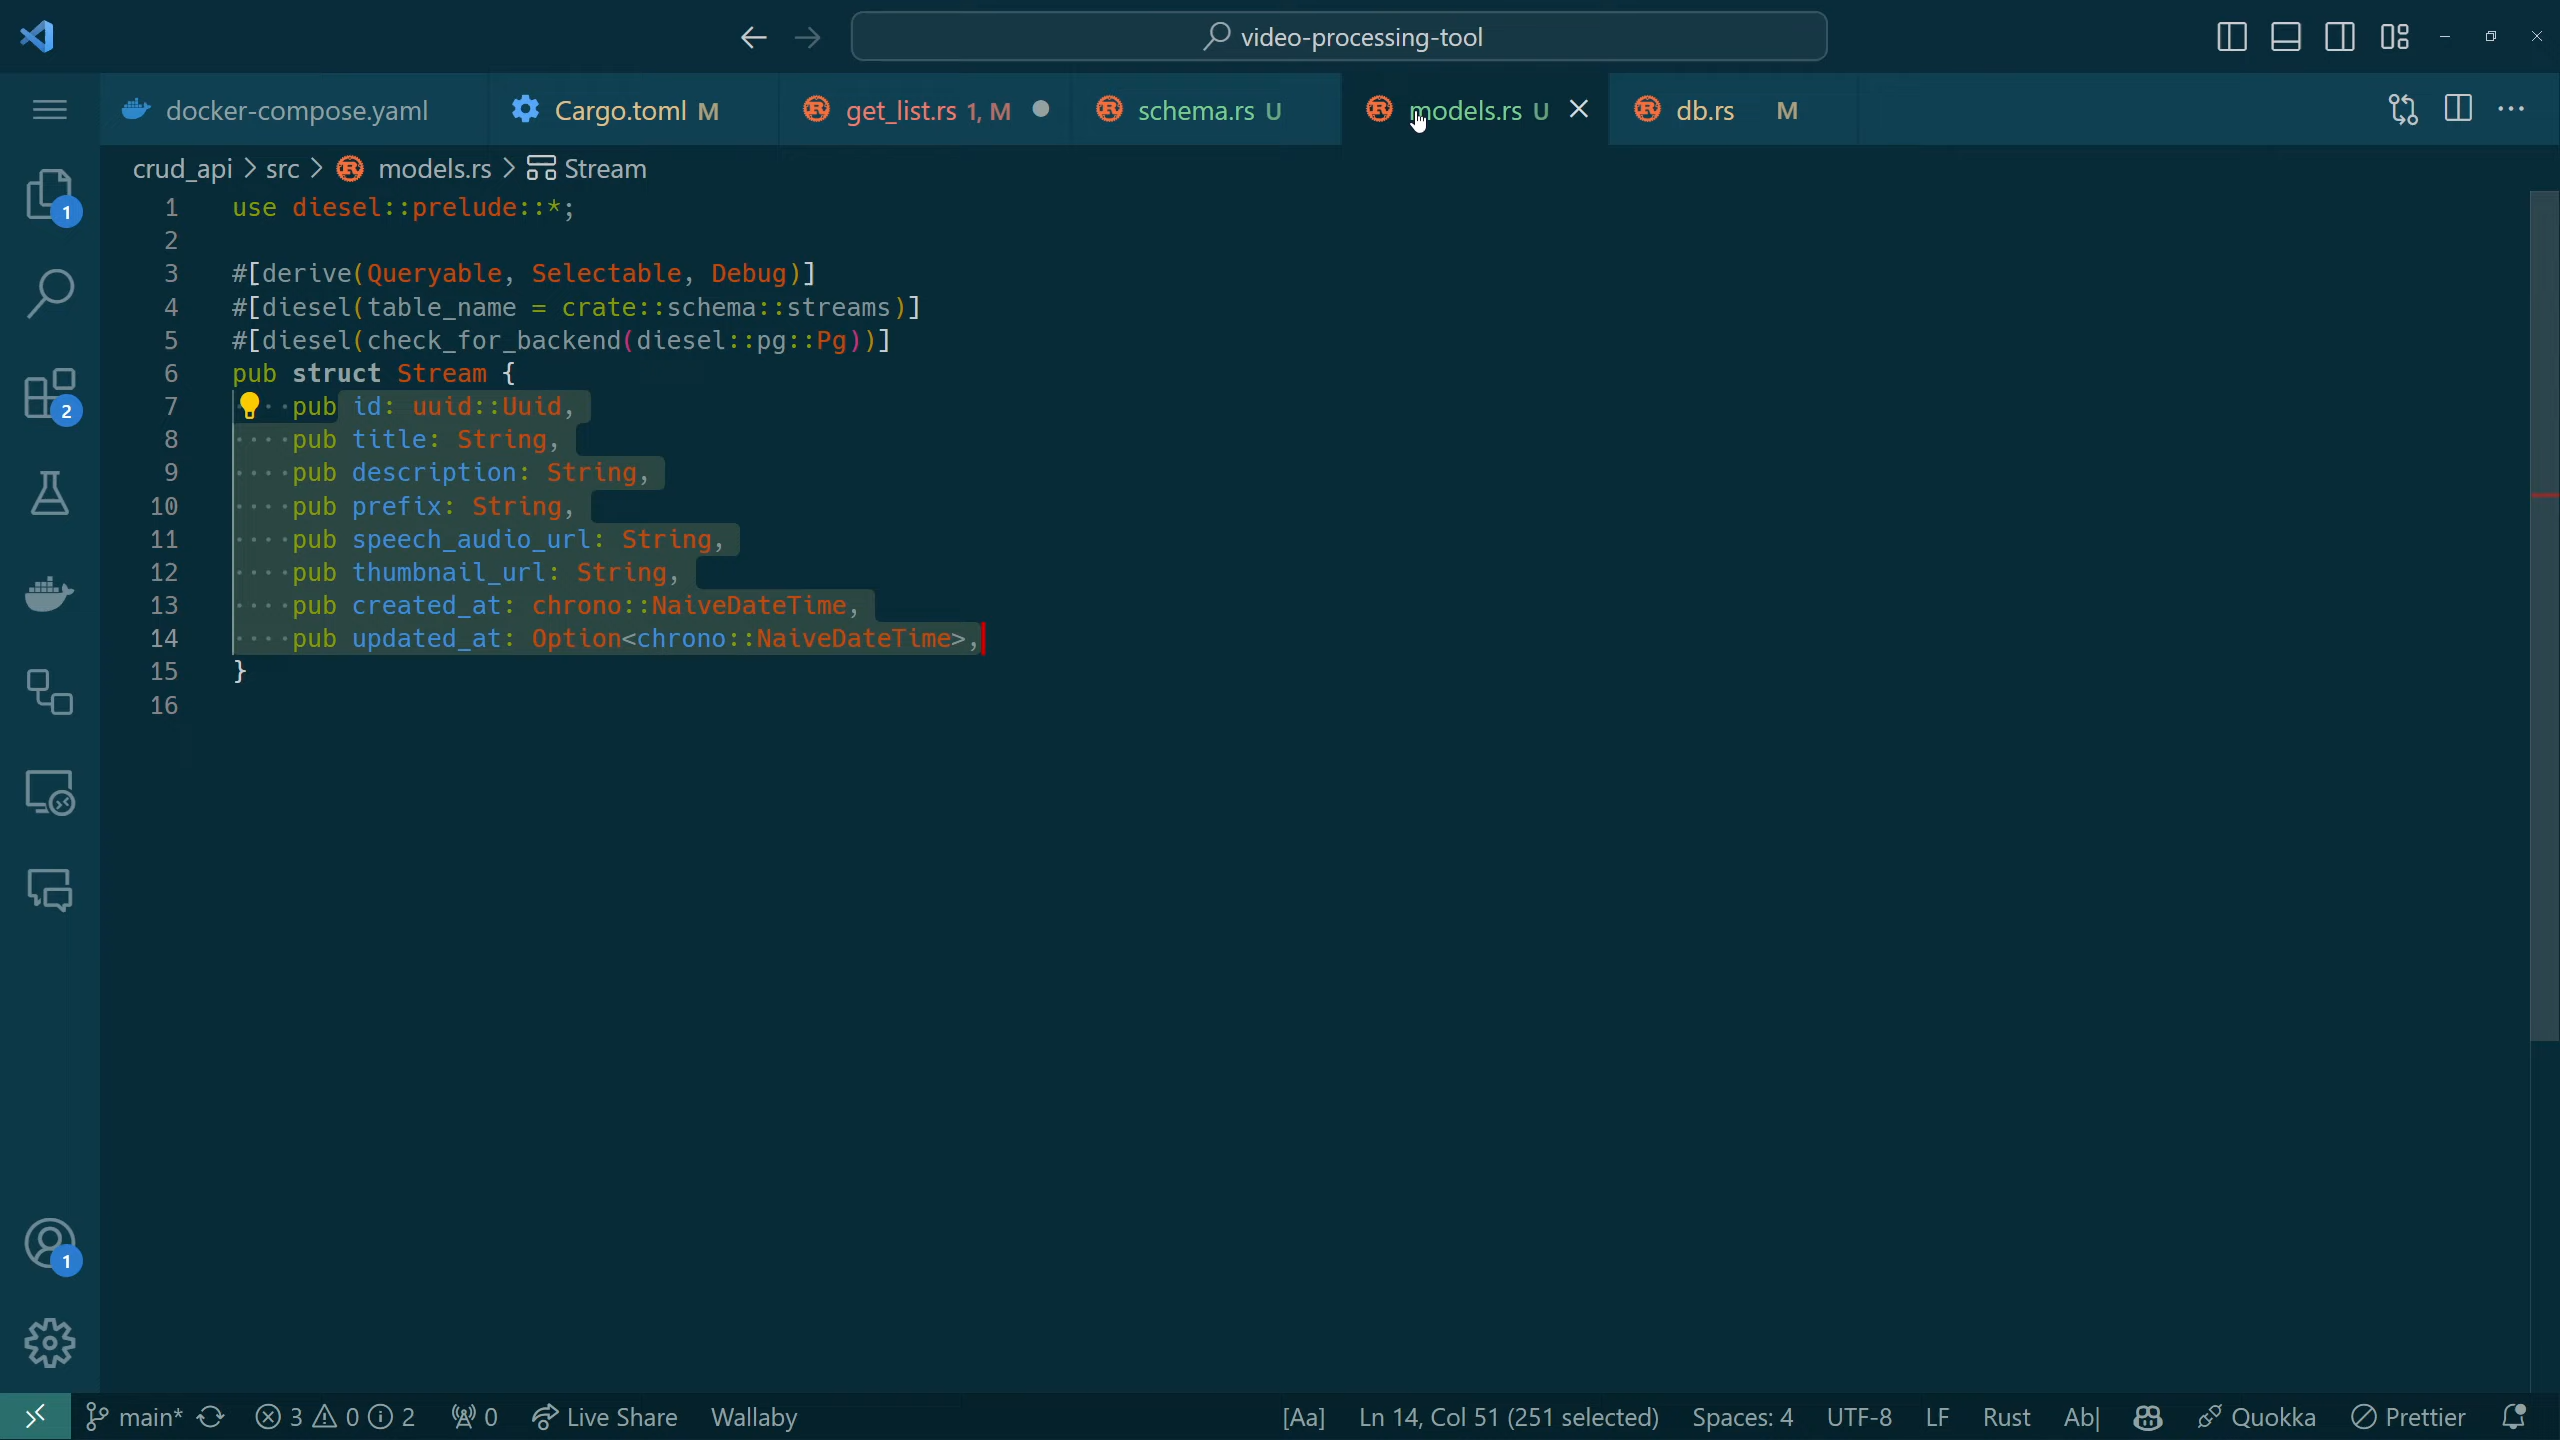 video-processing-tool
docker-compose.yaml
Cargo.toml M
get_list.rs 1, M
schema.rs U
models.rs U
db.rs M
crud_api > src > models.rs > Stream
1 use diesel::prelude::*;
2
3 #[derive(Queryable, Selectable, Debug)]
4 #[diesel(table_name = crate::schema::streams)]
5 #[diesel(check_for_backend(diesel::pg::Pg))]
6 pub struct Stream {
7 pub id: uuid::Uuid,
8 pub title: String,
9 pub description: String,
10 pub prefix: String,
11 pub speech_audio_url: String,
12 pub thumbnail_url: String,
13 pub created_at: chrono::NaiveDateTime,
14 pub updated_at: Option<chrono::NaiveDateTime>,
15 }
16
1
2
1
main* 3 0 2 0 Live Share Wallaby [Aa] Ln 14, Col 51 (251 selected) Spaces: 4 UTF-8 LF Rust Ab| Quokka Prettier